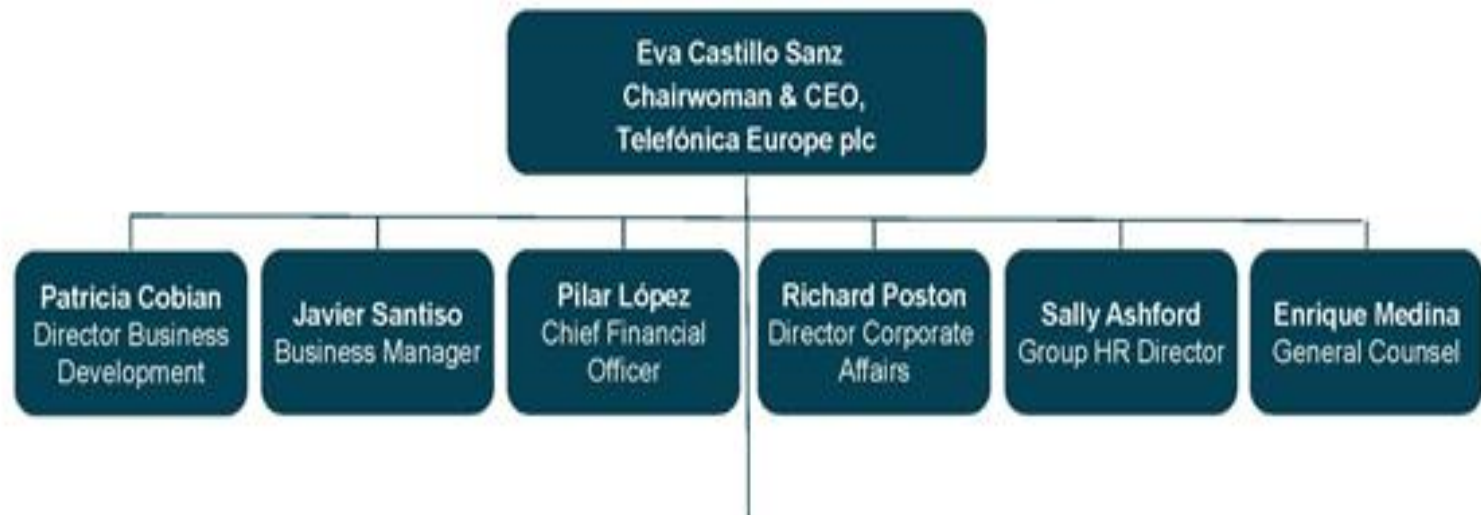 Eva Castillo Sanz
Chairwoman & CEO,
Telefónica Europe plc
Patricia Cobian
Director Business
Development
Javier Santiso
Business Manager
Pilar López
Chief Financial
Officer
Richard Poston
Director Corporate
Affairs
Sally Ashford
Group HR Director
Enrique Medina
General Counsel